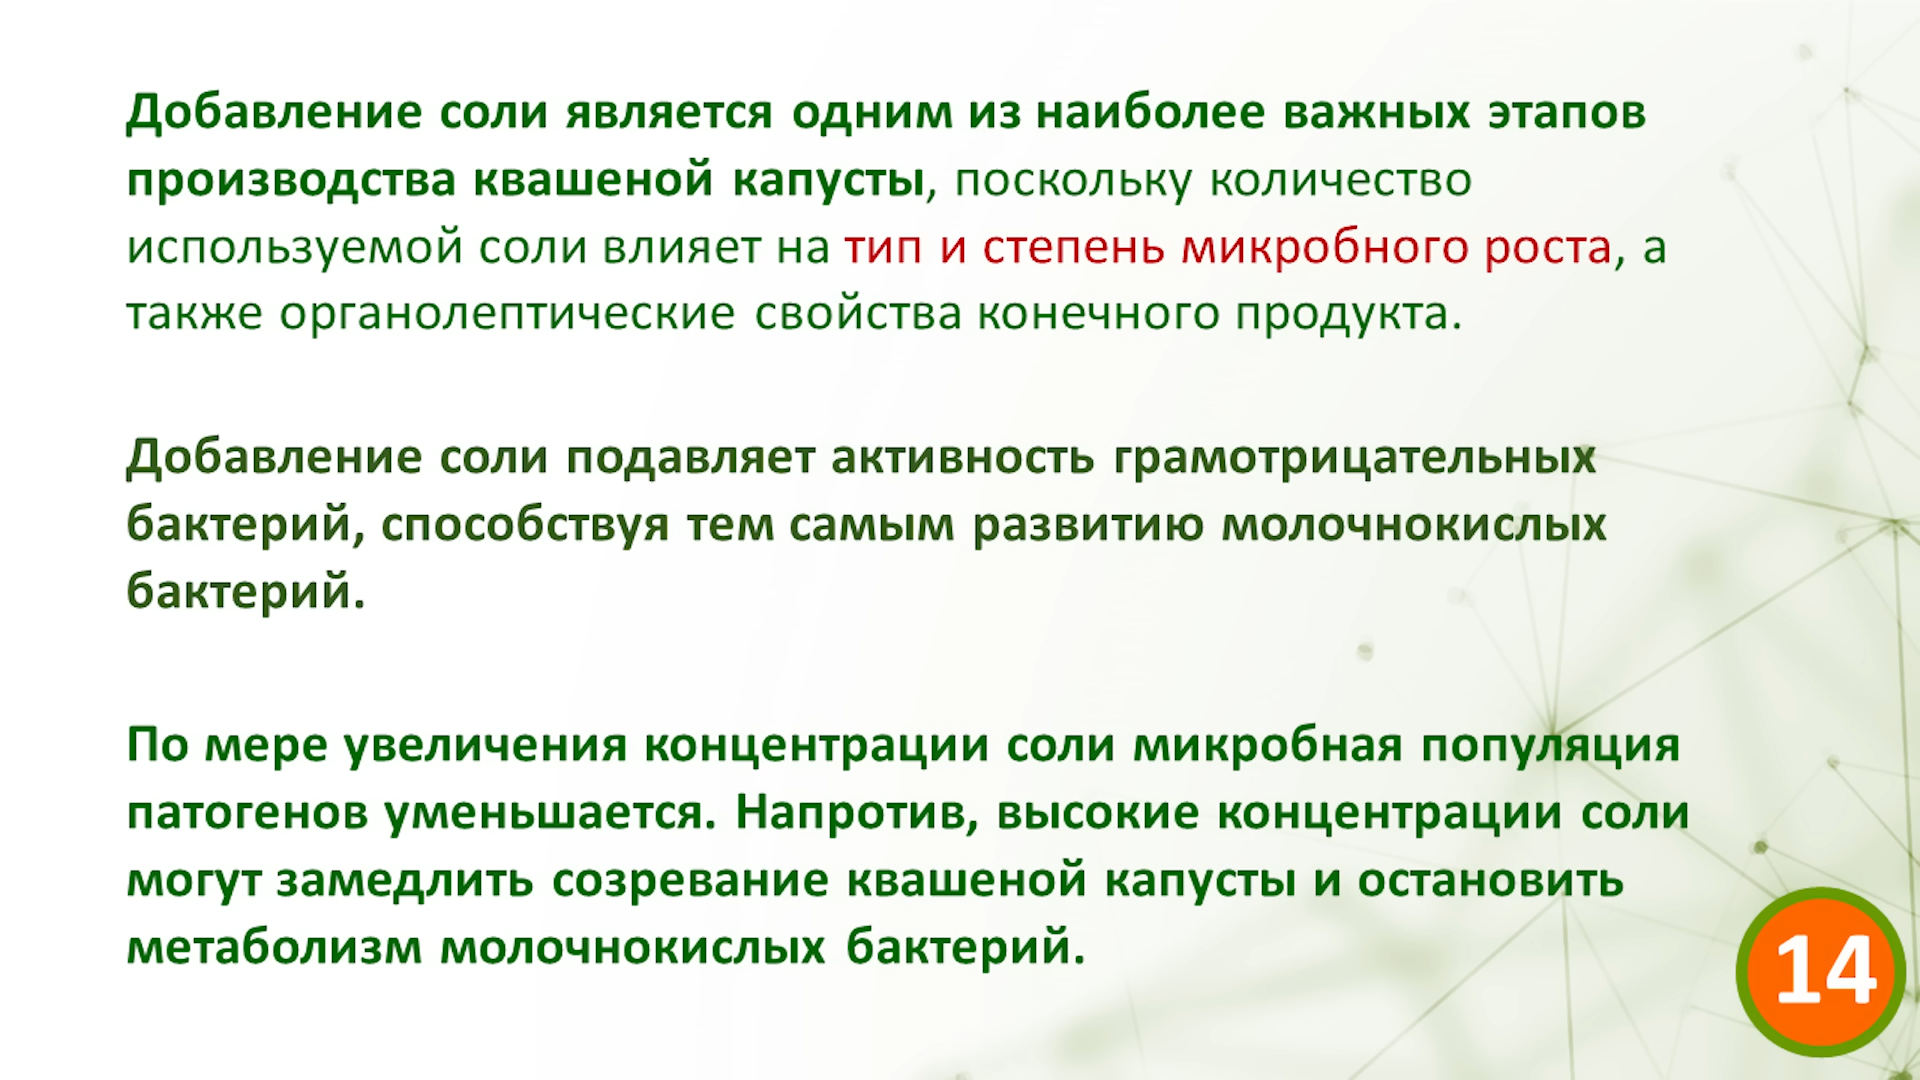 Добавление соли является одним из наиболее важных этапов
производства квашеной капусты, поскольку количество
используемой соли влияет на тип и степень микробного роста, а
также органолептические свойства конечного продукта.
Добавление соли подавляет активность грамотрицательных
бактерий, способствуя тем самым развитию молочнокислых
бактерий.
По мере увеличения концентрации соли микробная популяция
патогенов уменьшается. Напротив, высокие концентрации соли
могут замедлить созревание квашеной капусты и остановить
метаболизм молочнокислых бактерий.
14